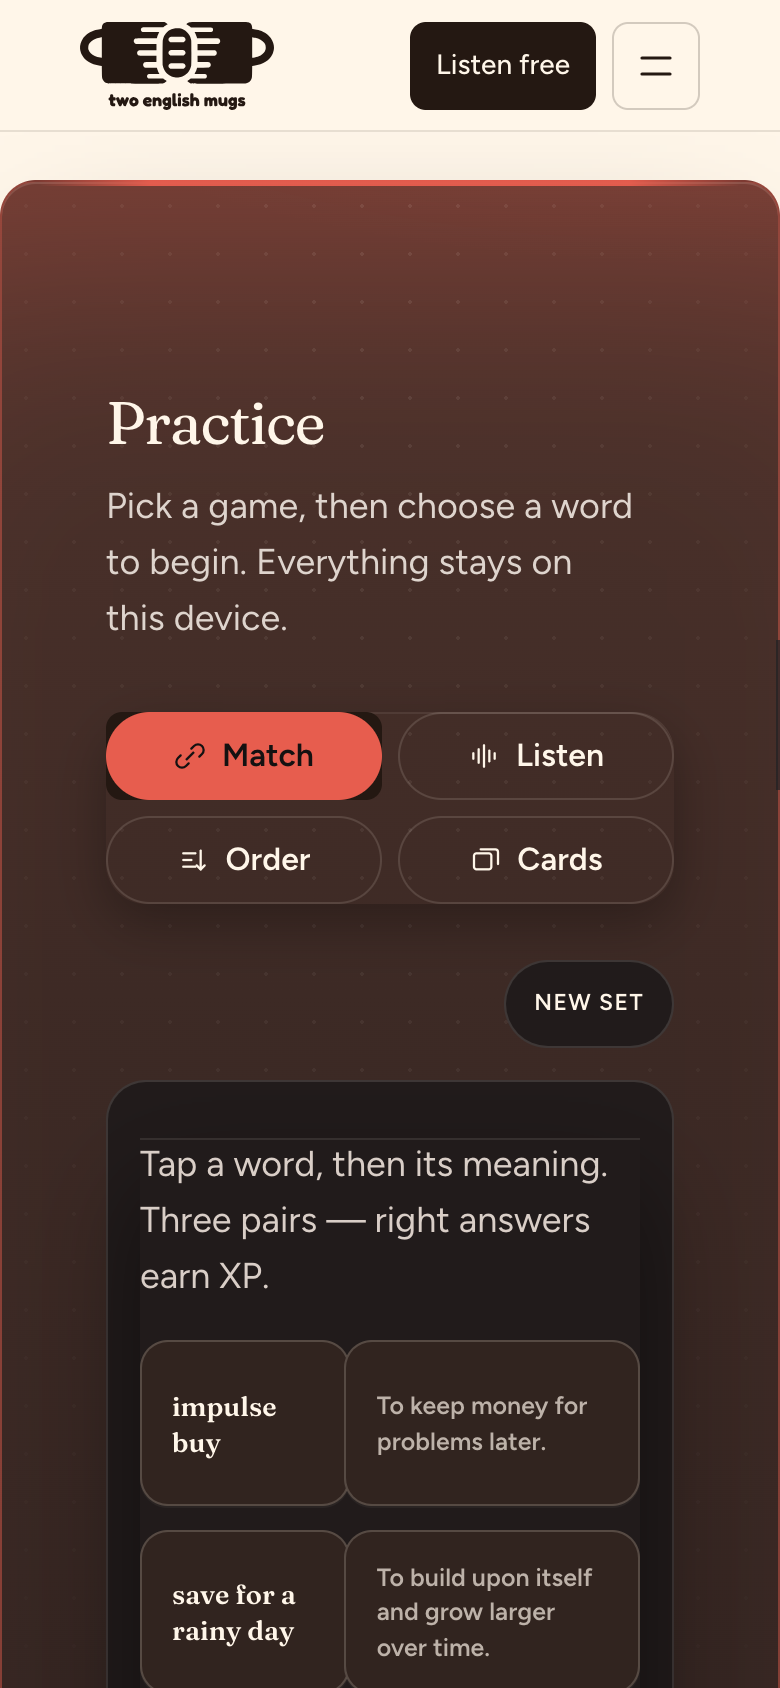 two english mugs
Listen free
Practice
Pick a game, then choose a word
to begin. Everything stays on
this device.
Match
Listen
Order
Cards
NEW SET
Tap a word, then its meaning.
Three pairs — right answers
earn XP.
impulse
buy
To keep money for
problems later.
save for a
rainy day
To build upon itself
and grow larger
over time.